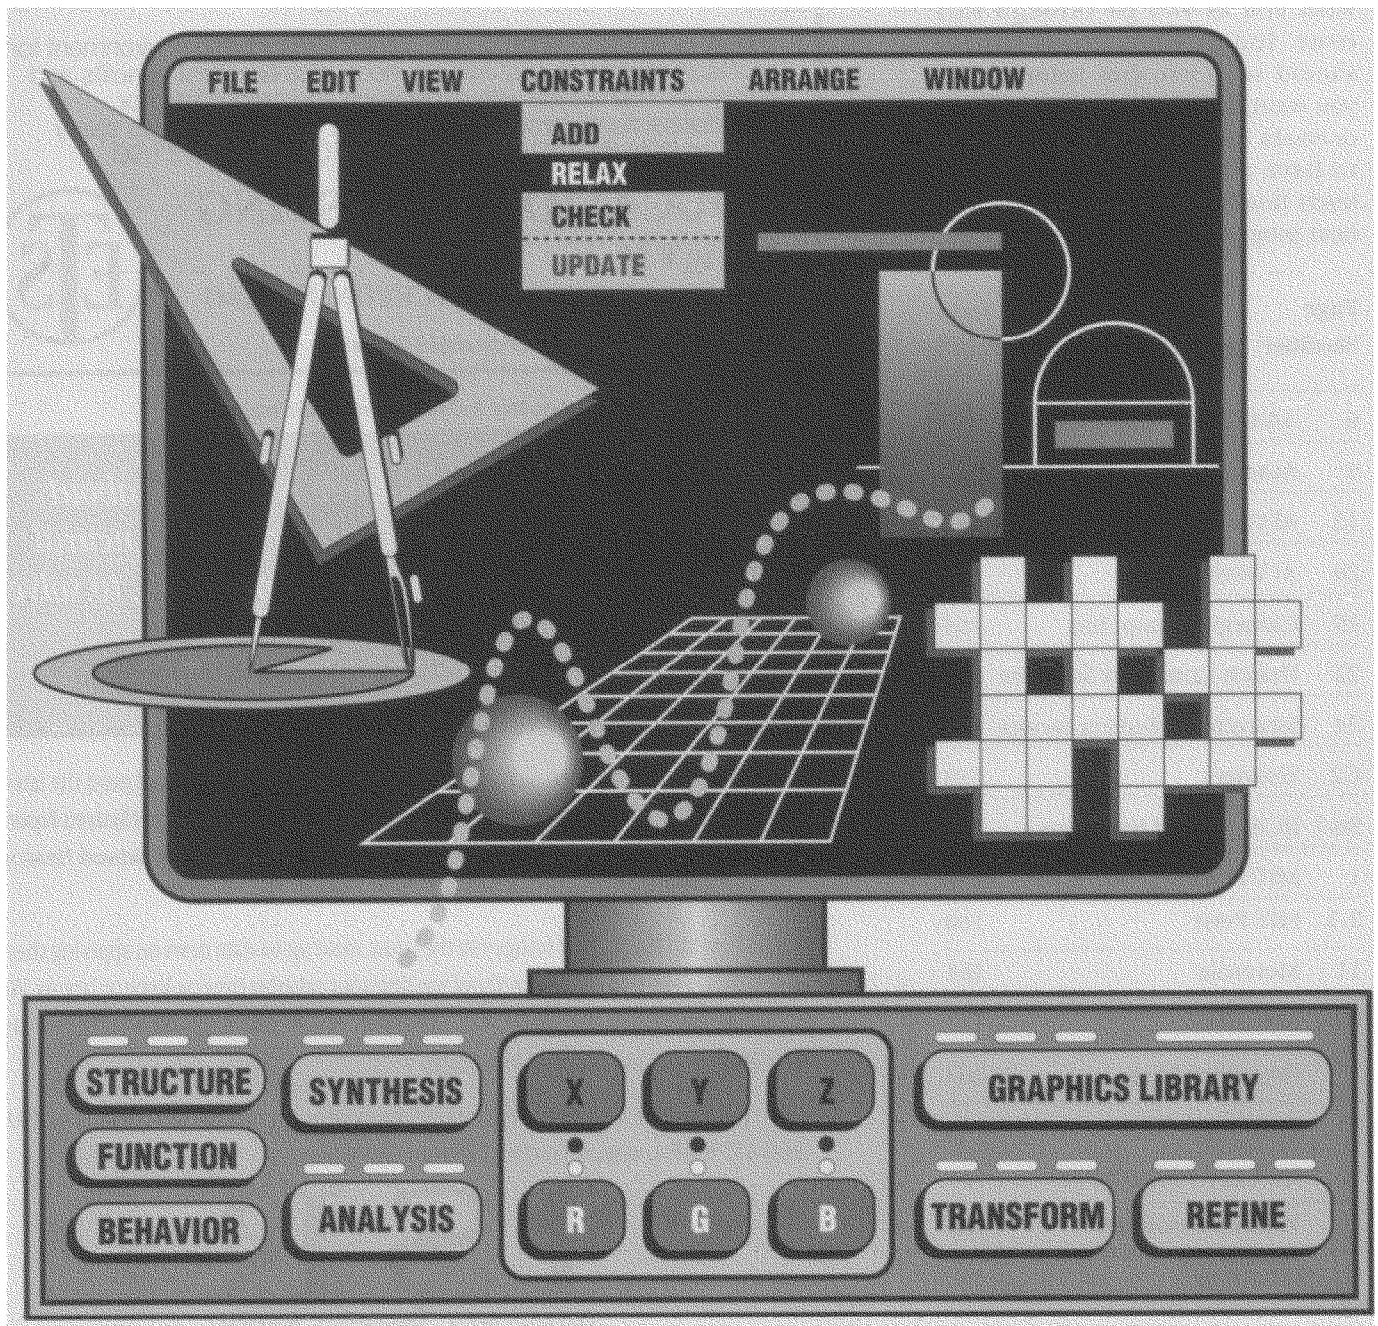 FILE EDIT VIEW CONSTRAINTS ARRANGE WINDOW
ADD
RELAX
CHECK
UPDATE
STRUCTURE
FUNCTION
BEHAVIOR
SYNTHESIS
ANALYSIS
X Y Z
R G B
GRAPHICS LIBRARY
TRANSFORM REFINE